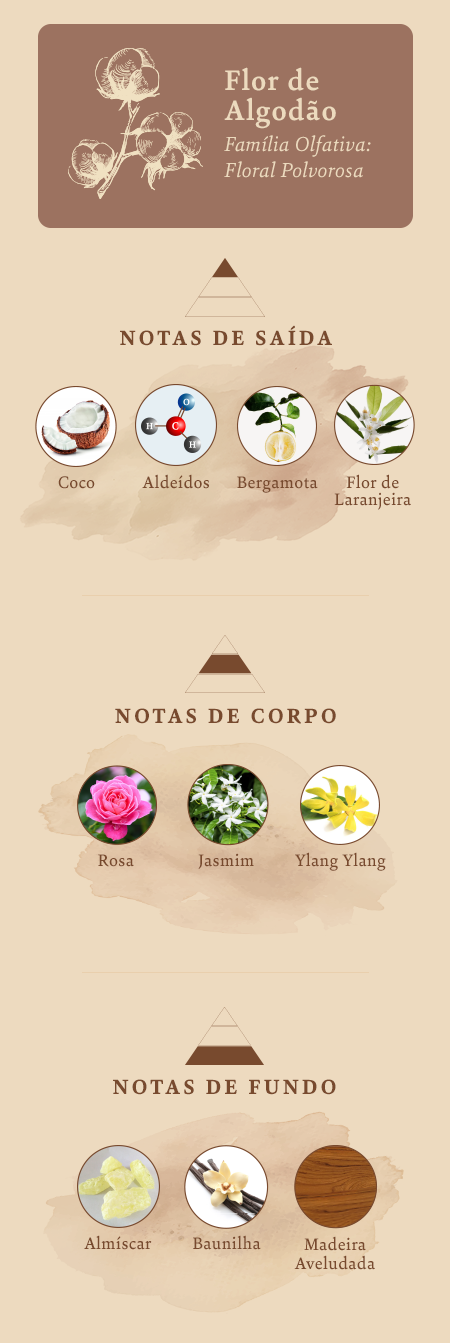 Flor de
Algodão
Família Olfativa:
Floral Polvorosa
NOTAS DE SAÍDA
O
H C
H
Coco Aldeídos Bergamota Flor de
Laranjeira
NOTAS DE CORPO
Rosa Jasmim Ylang Ylang
NOTAS DE FUNDO
Almíscar Baunilha Madeira
Aveludada